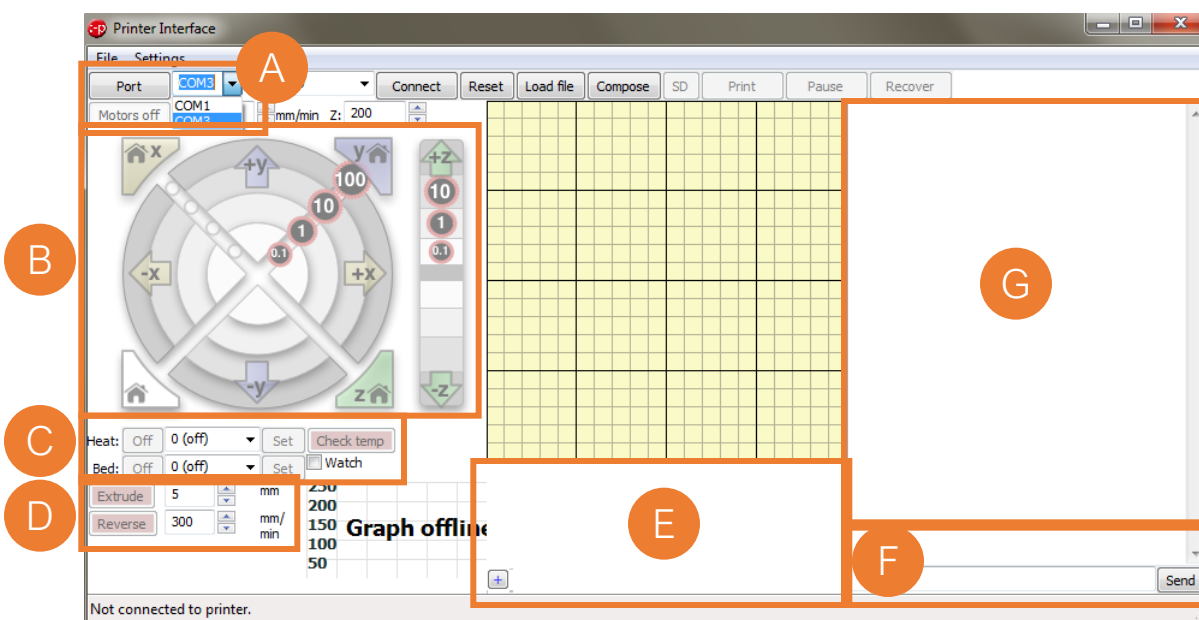 Printer Interface
File Settings
A
Port COM3 Connect Reset Load file Compose SD Print Pause Recover
COM1
COM3
Motors off mm/min Z: 200
x +y y +z
100 10
10 1
1 0.1
0.1
B -x +x G
-y z -z
C
Heat: Off 0 (off) Set Check temp
Bed: Off 0 (off) Set Watch
D
Extrude 5 mm
Reverse 300 mm/
min
250
200
150 Graph offline
100
50
E
+
F
Send
Not connected to printer.